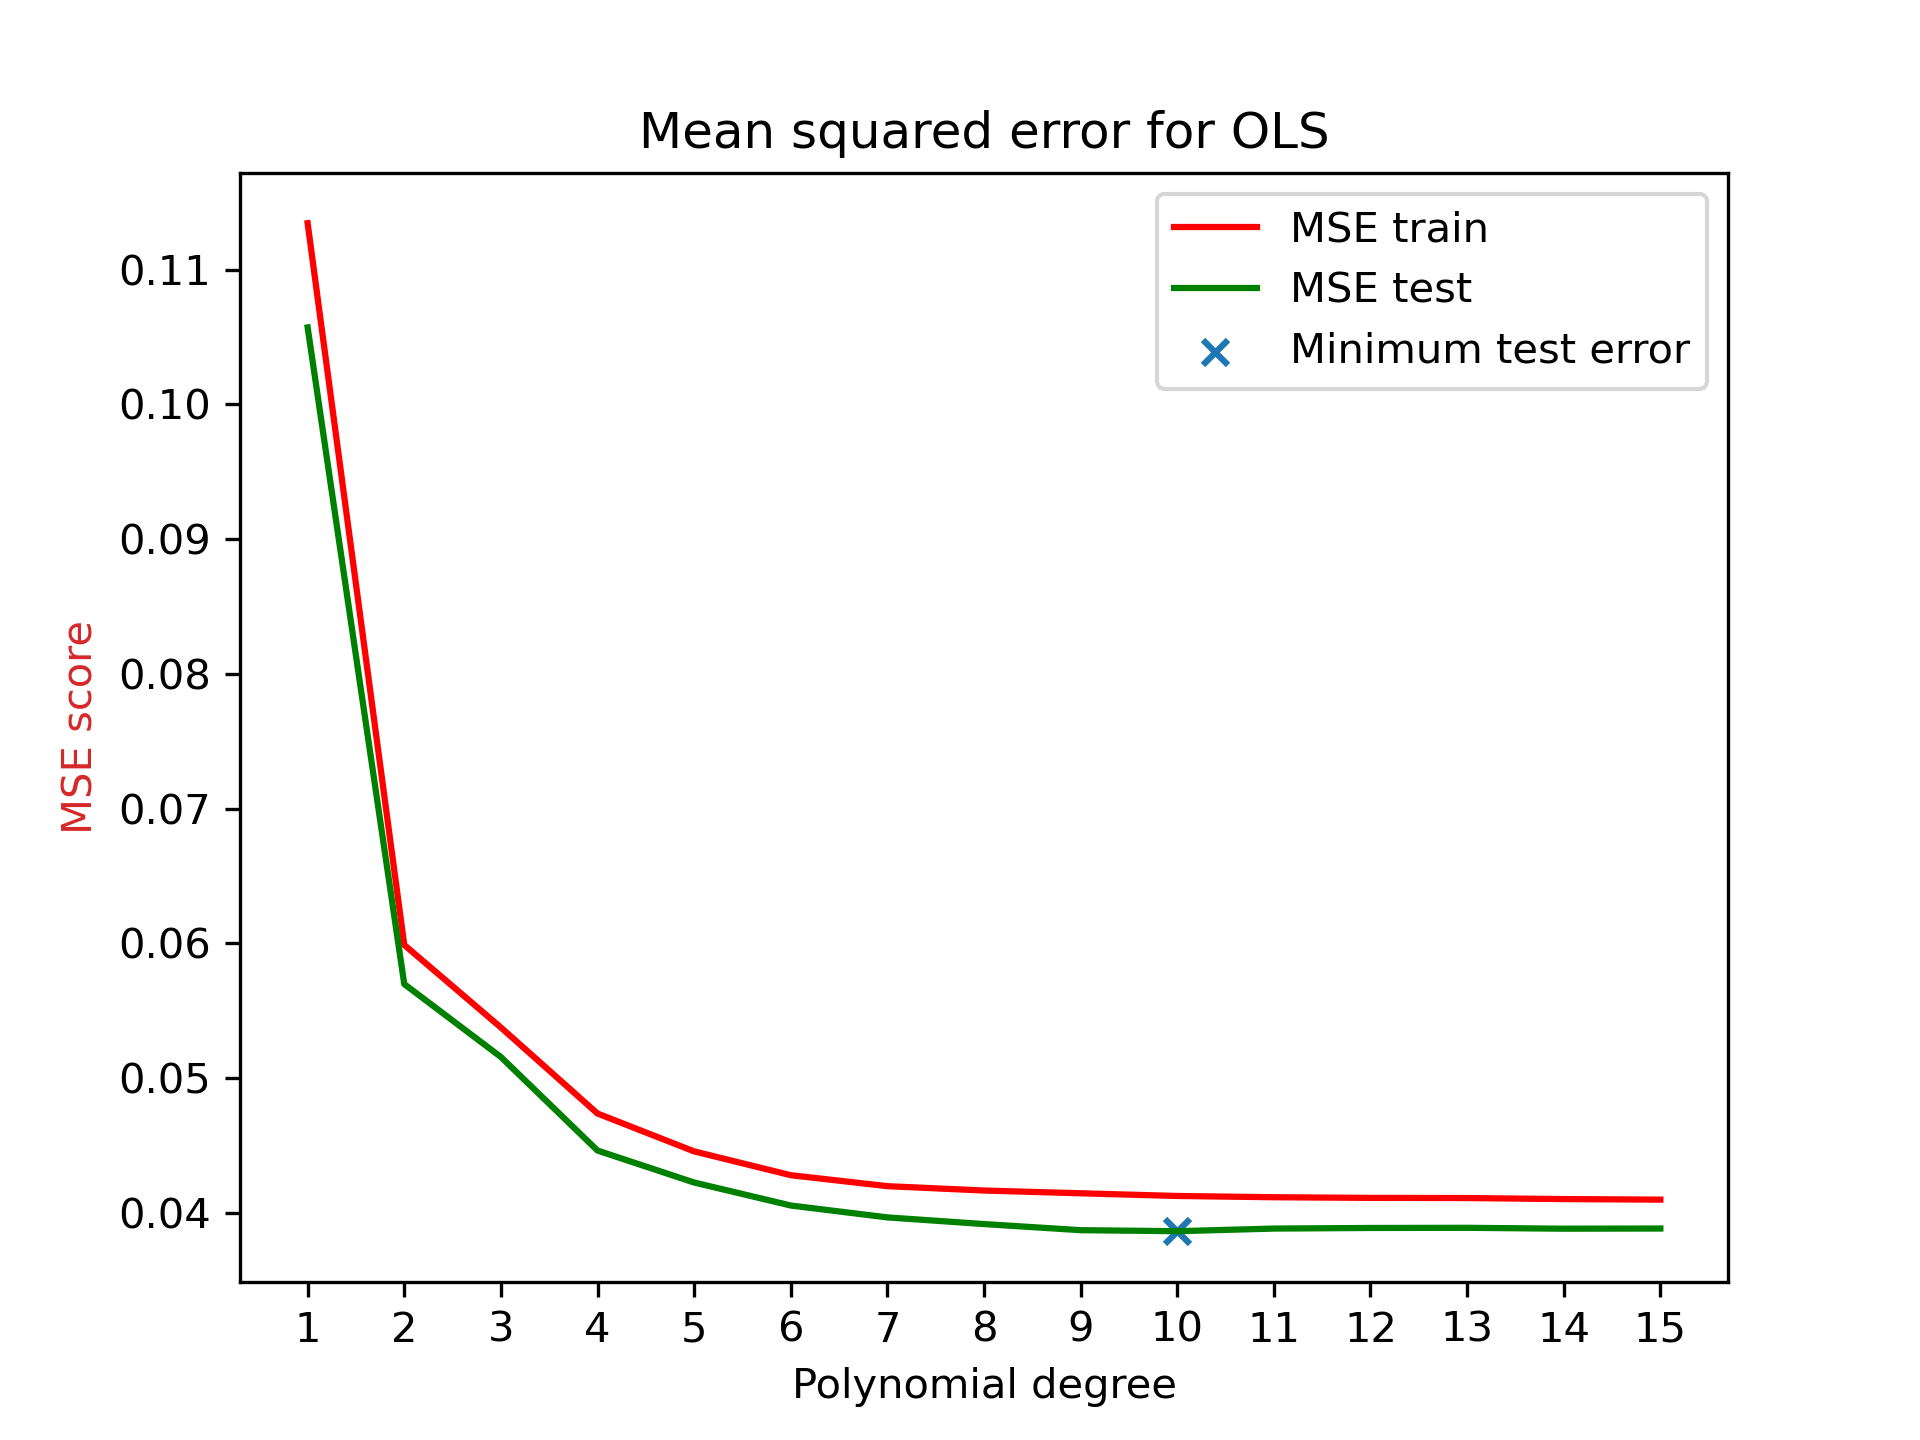 Mean squared error for OLS
MSE train
MSE test
Minimum test error
0.11
0.10
0.09
0.08
0.07
0.06
0.05
0.04
MSE score
1 2 3 4 5 6 7 8 9 10 11 12 13 14 15
Polynomial degree